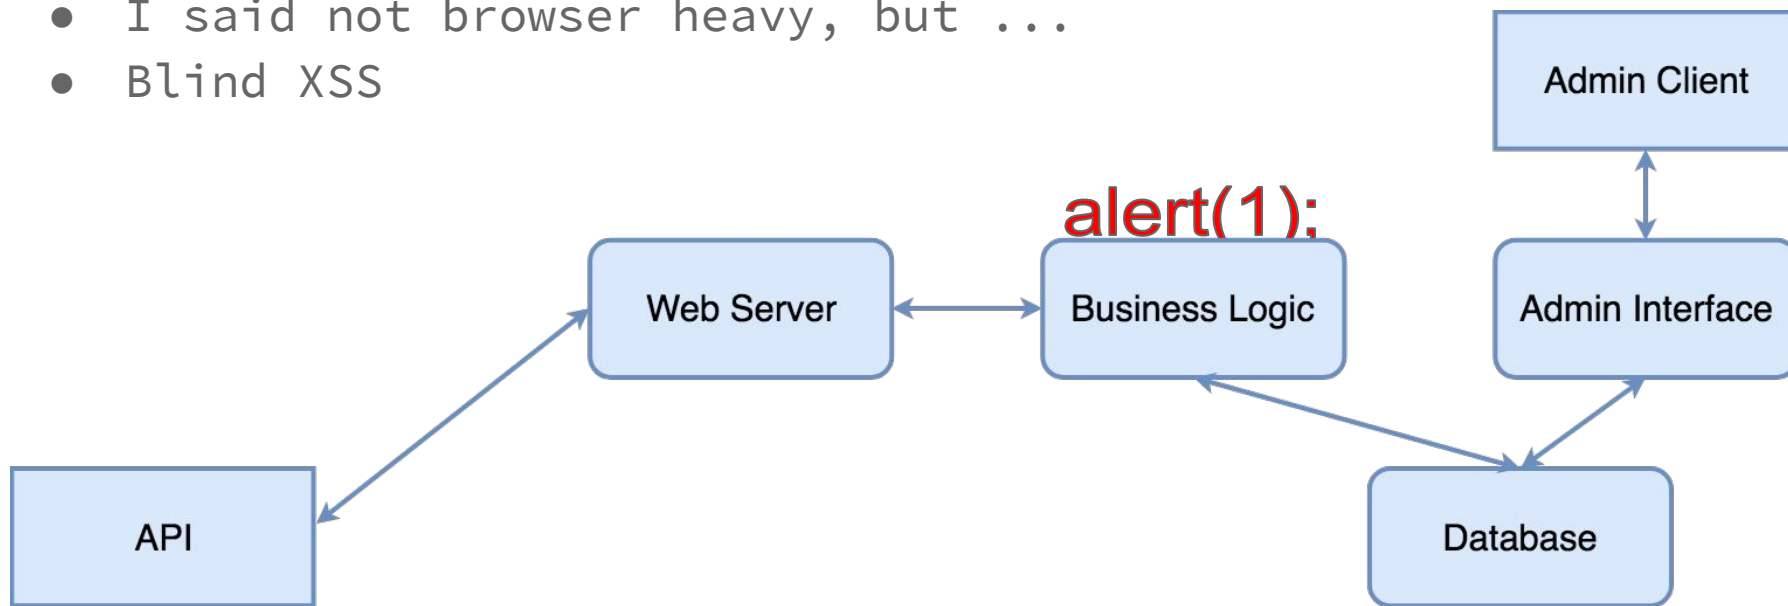 ● I said not browser heavy, but ...
● Blind XSS
Admin Client
alert(1);
Web Server
Business Logic
Admin Interface
API
Database